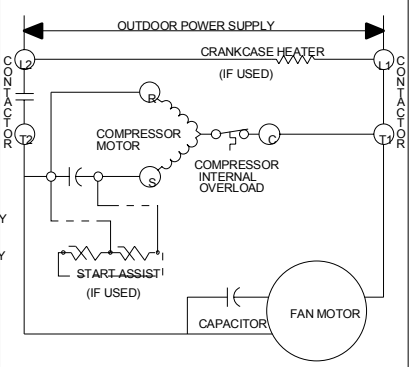 OUTDOOR POWER SUPPLY
CRANKCASE HEATER
(IF USED)
L2
L1
CONTACTOR
CONTACTOR
R
COMPRESSOR
MOTOR
T2
C
T1
COMPRESSOR
INTERNAL
OVERLOAD
S
Y
Y
START ASSIST
(IF USED)
CAPACITOR
FAN MOTOR